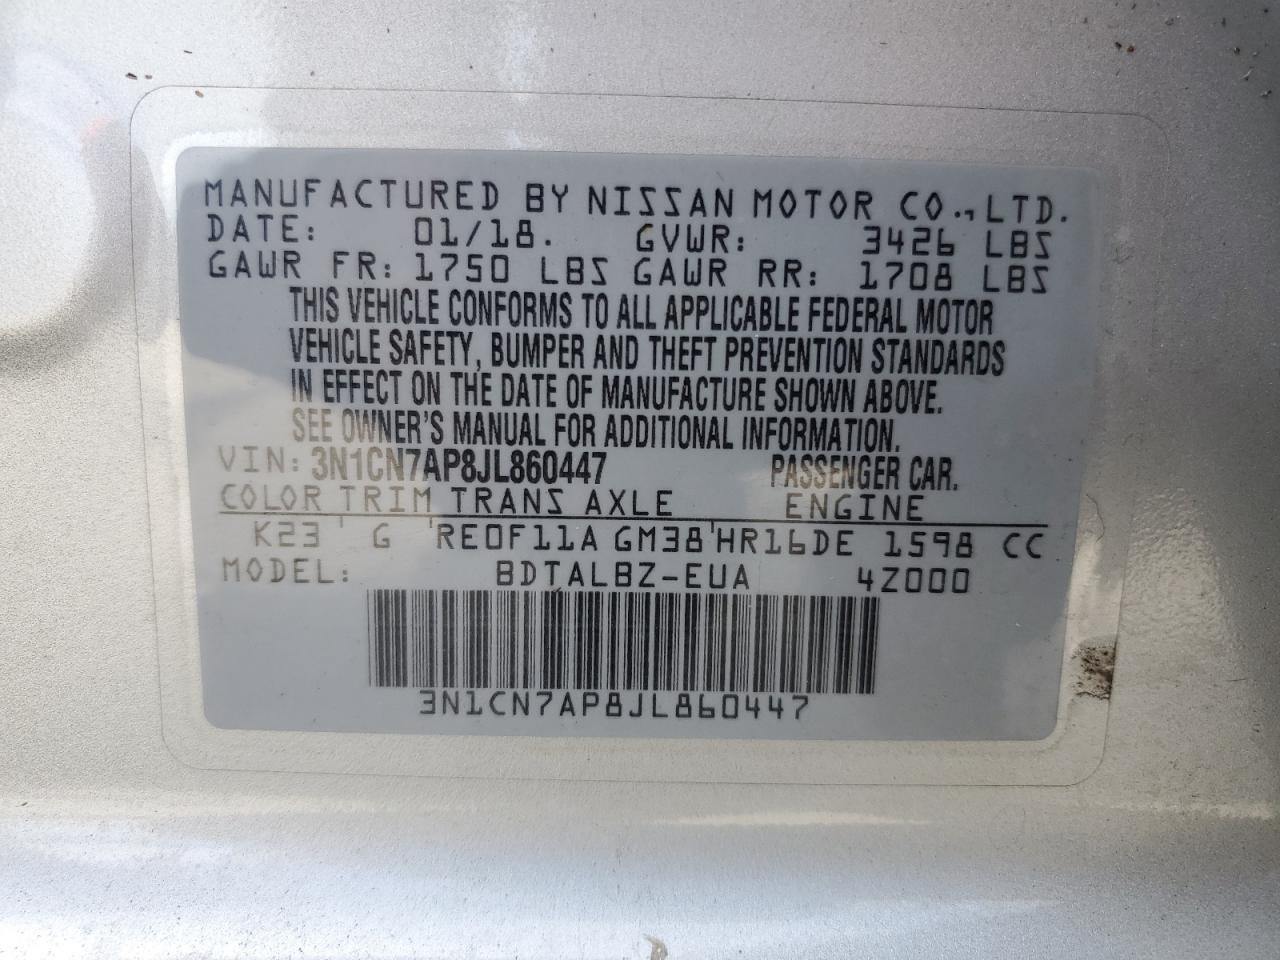 MANUFACTURED BY NISSAN MOTOR CO., LTD.
DATE: 01/18. GVWR: 3426 LBS
GAWR FR: 1750 LBS GAWR RR: 1708 LBS
THIS VEHICLE CONFORMS TO ALL APPLICABLE FEDERAL MOTOR
VEHICLE SAFETY, BUMPER AND THEFT PREVENTION STANDARDS
IN EFFECT ON THE DATE OF MANUFACTURE SHOWN ABOVE.
SEE OWNER'S MANUAL FOR ADDITIONAL INFORMATION.
VIN: 3N1CN7AP8JL860447 PASSENGER CAR.
COLOR TRIM TRANS AXLE ENGINE
K23 ' G ' RE0F11A GM38 ' HR16DE 1598 CC
MODEL: BDTALBZ-EUA 4Z000
3N1CN7AP8JL860447